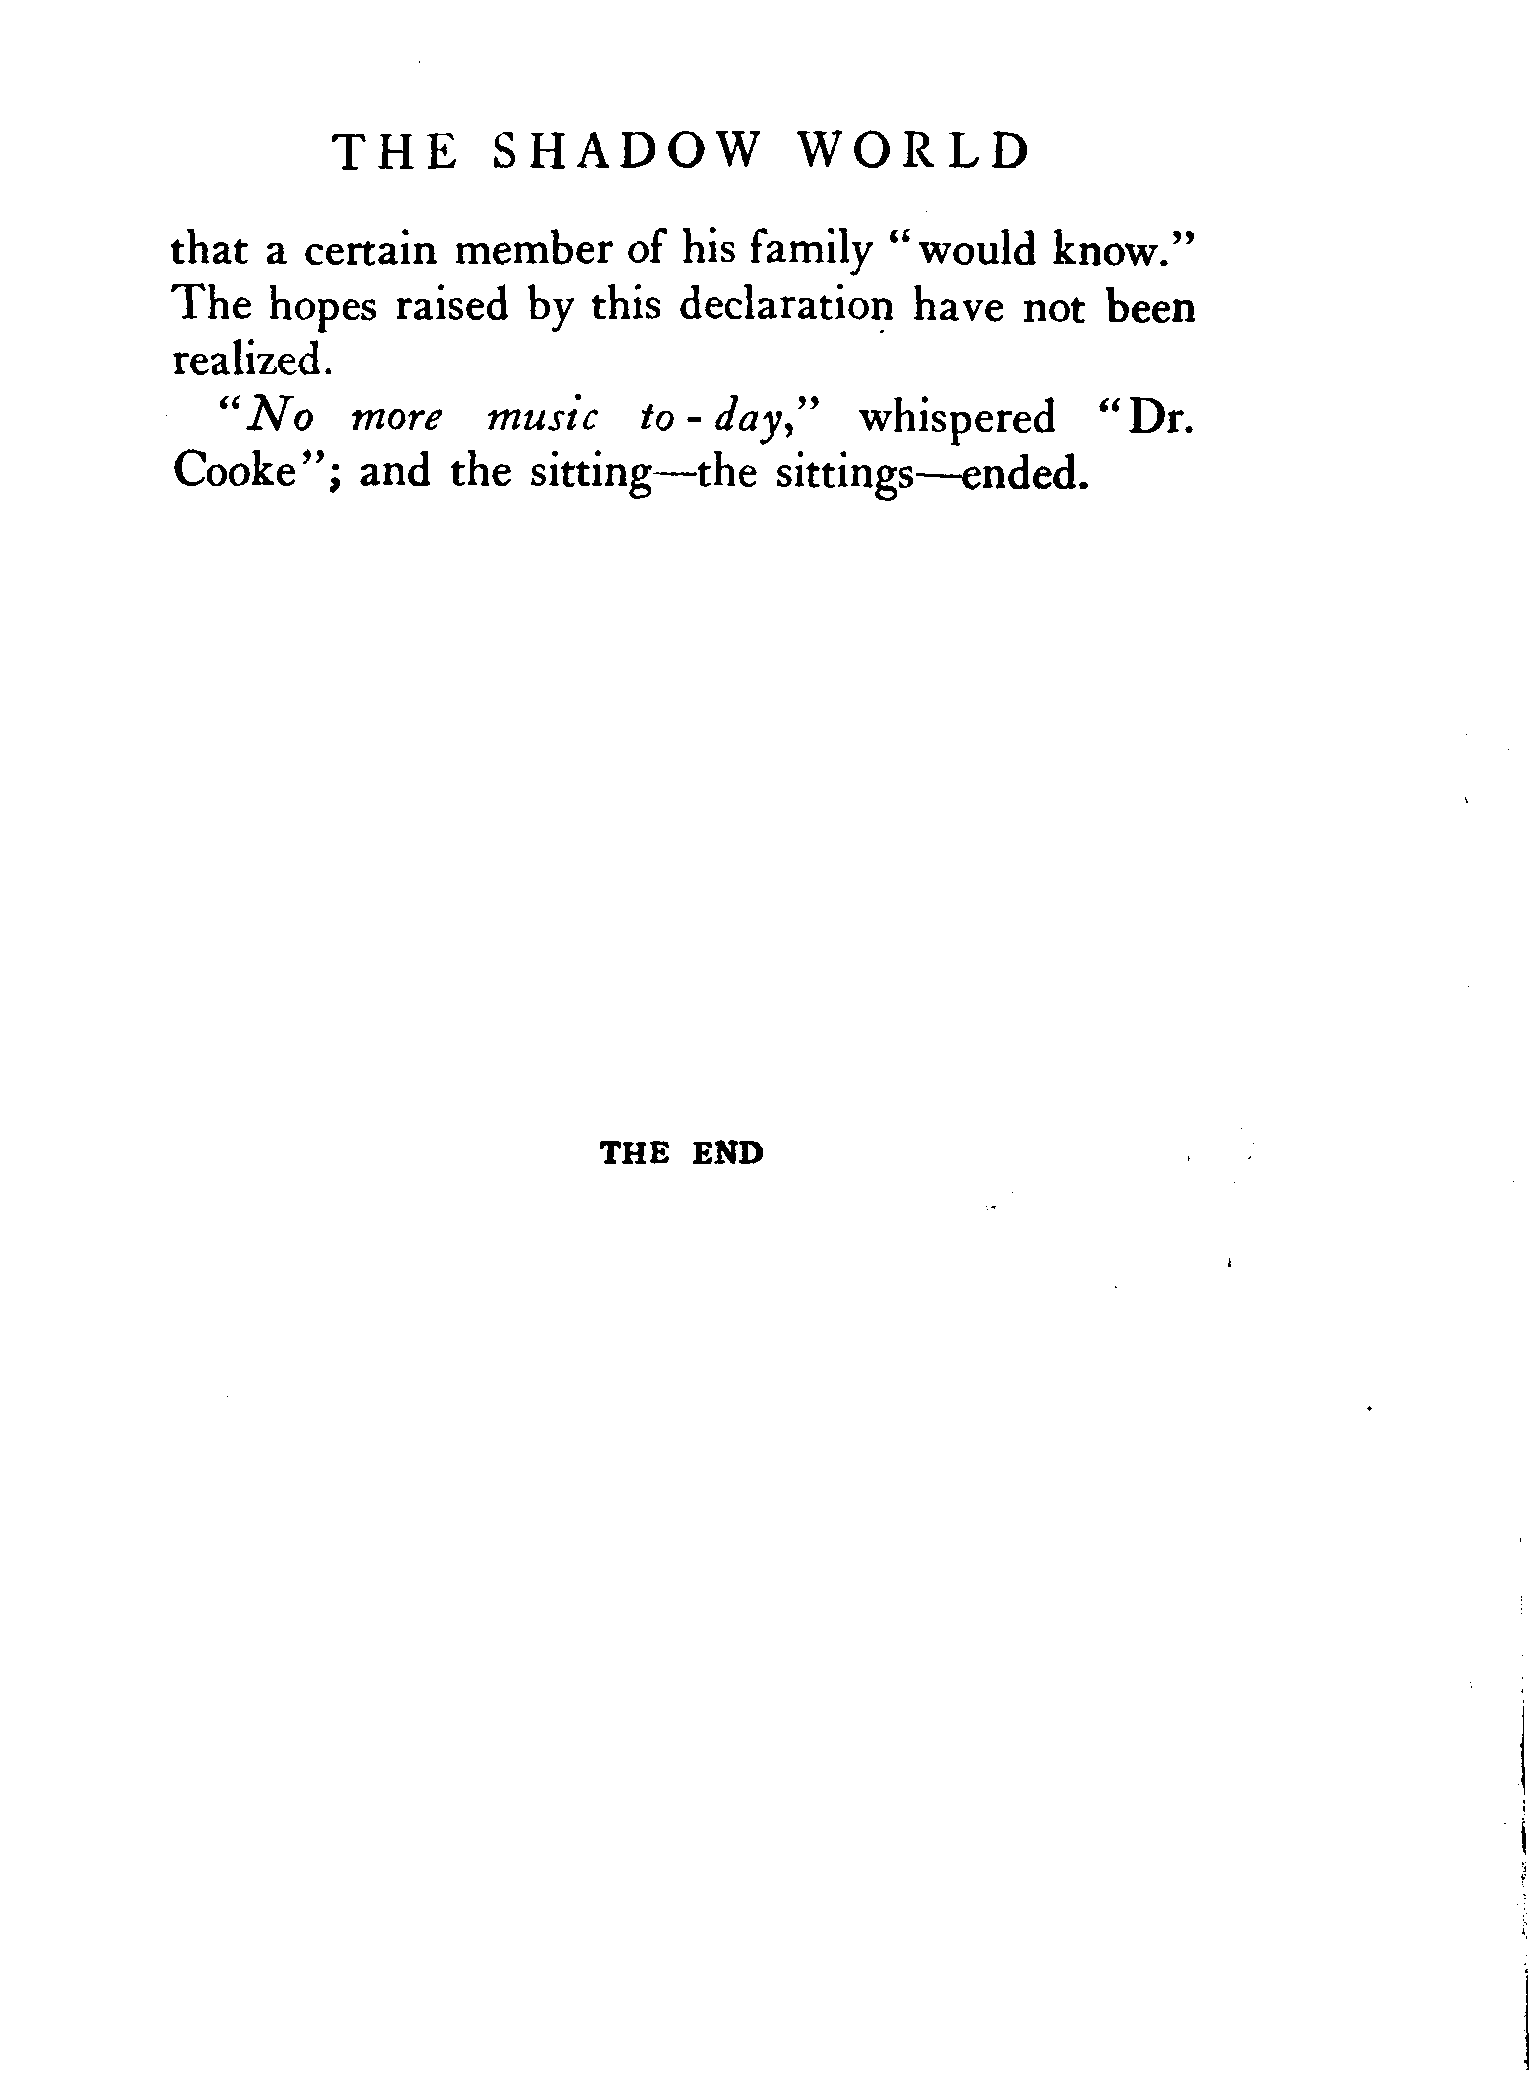 THE SHADOW WORLD
that a certain member of his family “would know.”
The hopes raised by this declaration have not been
realized.
“No more music to-day,” whispered “Dr.
Cooke”; and the sitting—the sittings—ended.
THE END